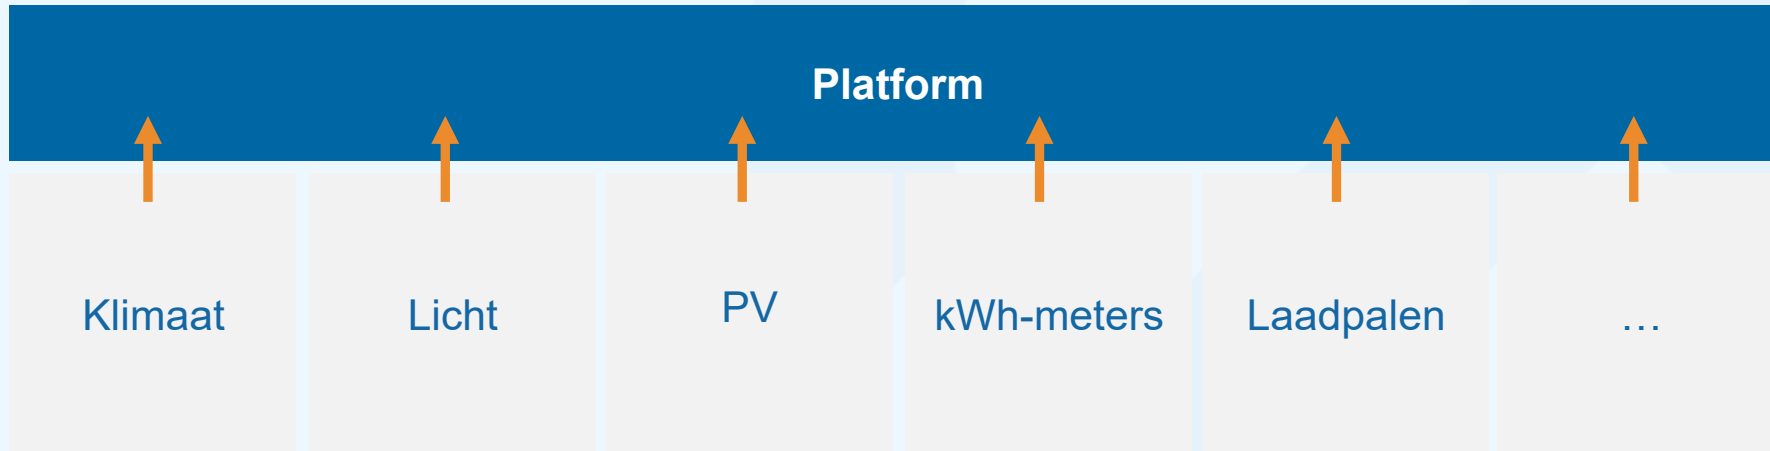 Platform
Klimaat
Licht
PV
kWh-meters
Laadpalen
…